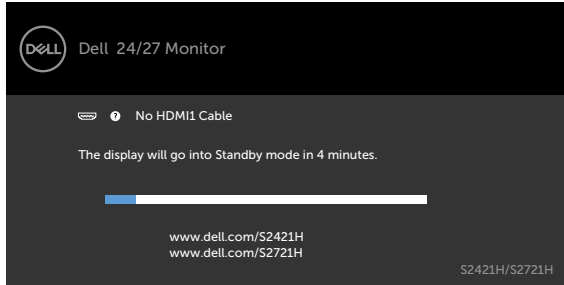 DELL
Dell 24/27 Monitor
? No HDMI1 Cable
The display will go into Standby mode in 4 minutes.
www.dell.com/S2421H
www.dell.com/S2721H
S2421H/S2721H